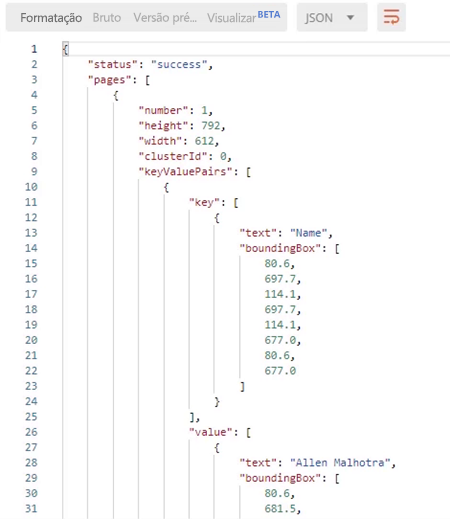 Formatação Bruto Versão pré... Visualizar BETA JSON
1 {
2 "status": "success",
3 "pages": [
4 {
5 "number": 1,
6 "height": 792,
7 "width": 612,
8 "clusterId": 0,
9 "keyValuePairs": [
10 {
11 "key": [
12 {
13 "text": "Name",
14 "boundingBox": [
15 80.6,
16 697.7,
17 114.1,
18 697.7,
19 114.1,
20 677.0,
21 80.6,
22 677.0
23 ]
24 }
25 ],
26 "value": [
27 {
28 "text": "Allen Malhotra",
29 "boundingBox": [
30 80.6,
31 681.5,